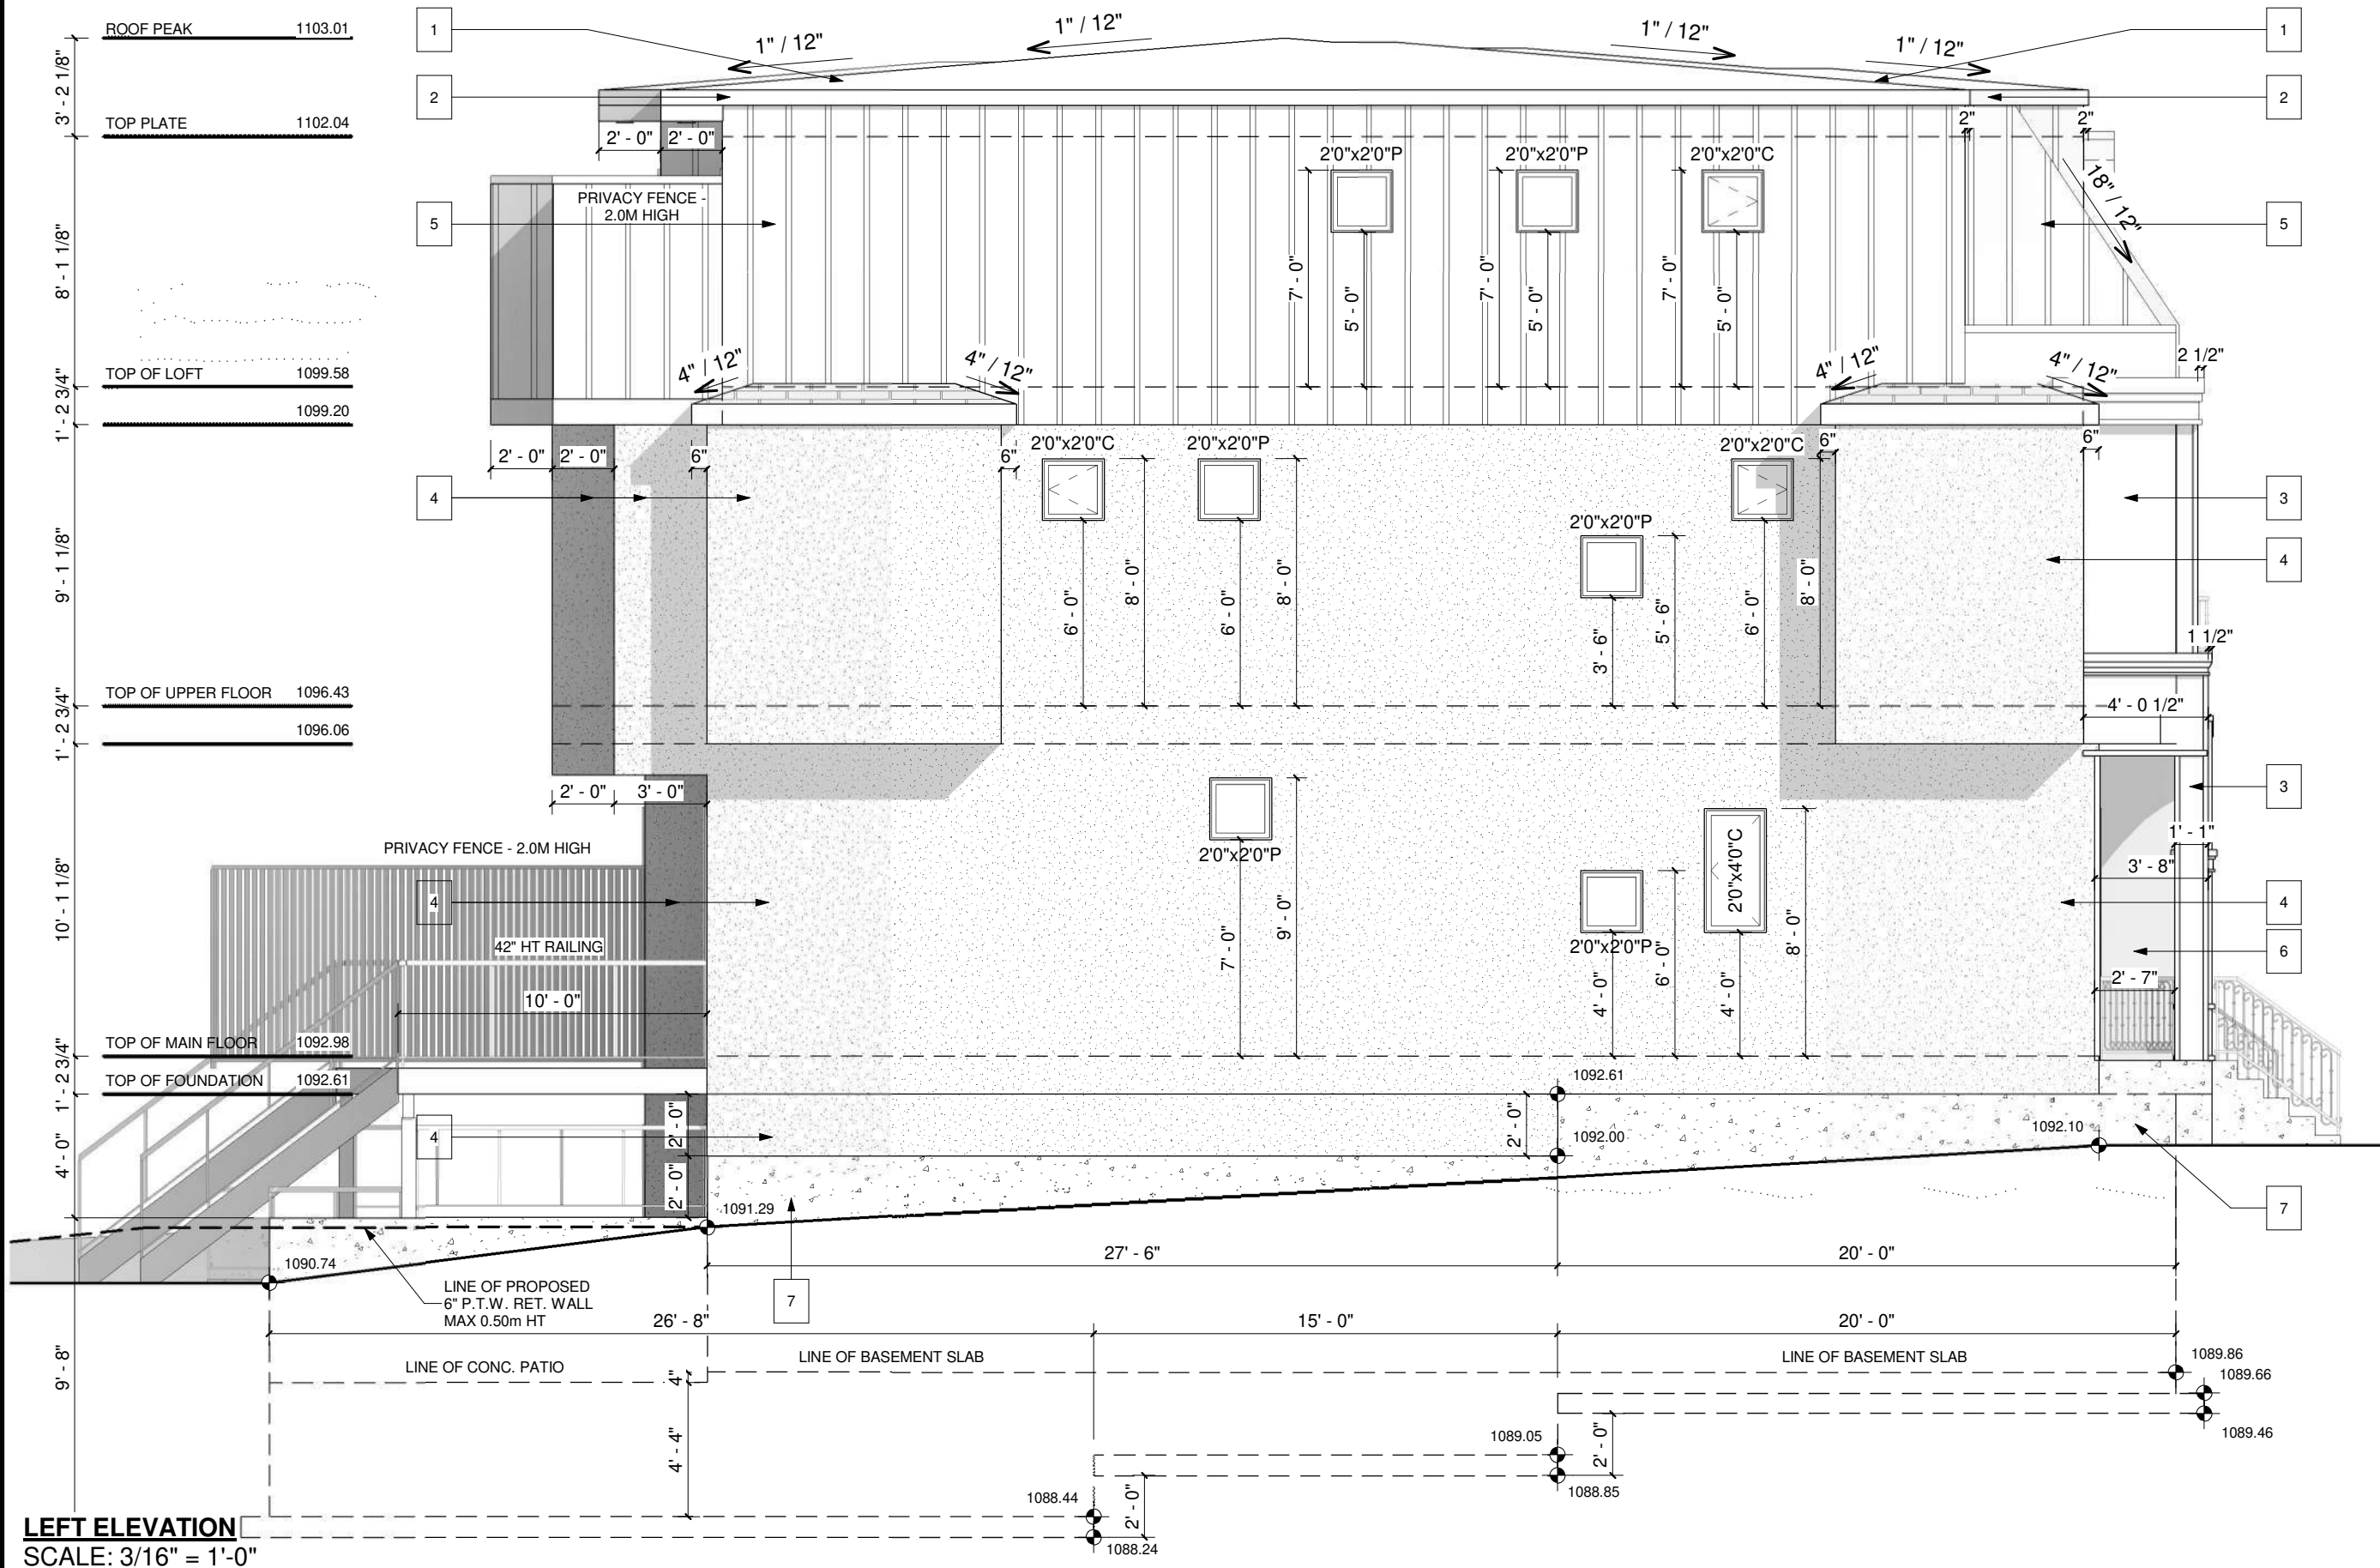 ROOF PEAK 1103.01
1
1" / 12"
1" / 12"
1" / 12"
1" / 12"
1
2
2
3' - 2 1/8"
TOP PLATE 1102.04
2' - 0"
2' - 0"
2"
2"
2'0"x2'0"P
2'0"x2'0"P
2'0"x2'0"C
18" / 12"
PRIVACY FENCE -
2.0M HIGH
5
5
8' - 1 1/8"
7' - 0"
5' - 0"
7' - 0"
5' - 0"
7' - 0"
5' - 0"
4" / 12"
4" / 12"
4" / 12"
4" / 12"
2 1/2"
TOP OF LOFT 1099.58
1' - 2 3/4"
1099.20
2' - 0"
2' - 0"
6"
6"
2'0"x2'0"C
2'0"x2'0"P
2'0"x2'0"C
6"
6"
4
3
2'0"x2'0"P
4
9' - 1 1/8"
6' - 0"
8' - 0"
6' - 0"
8' - 0"
3' - 6"
5' - 6"
6' - 0"
8' - 0"
1 1/2"
TOP OF UPPER FLOOR 1096.43
4' - 0 1/2"
1' - 2 3/4"
1096.06
2' - 0"
3' - 0"
3
1' - 1"
PRIVACY FENCE - 2.0M HIGH
2'0"x2'0"P
2'0"x4'0"C
3' - 8"
4
4
10' - 1 1/8"
42" HT RAILING
7' - 0"
9' - 0"
2'0"x2'0"P
4' - 0"
6' - 0"
4' - 0"
8' - 0"
6
10' - 0"
2' - 7"
TOP OF MAIN FLOOR 1092.98
1' - 2 3/4"
TOP OF FOUNDATION 1092.61
1092.61
4
2' - 0"
2' - 0"
1092.00
1092.10
4' - 0"
2' - 0"
1091.29
7
1090.74
27' - 6"
20' - 0"
LINE OF PROPOSED
6" P.T.W. RET. WALL
MAX 0.50m HT
7
26' - 8"
15' - 0"
20' - 0"
9' - 8"
LINE OF CONC. PATIO
LINE OF BASEMENT SLAB
LINE OF BASEMENT SLAB
1089.86
1089.66
4"
4' - 4"
1089.46
1089.05
2' - 0"
1088.85
1088.44
2' - 0"
1088.24
LEFT ELEVATION
SCALE: 3/16" = 1'-0"